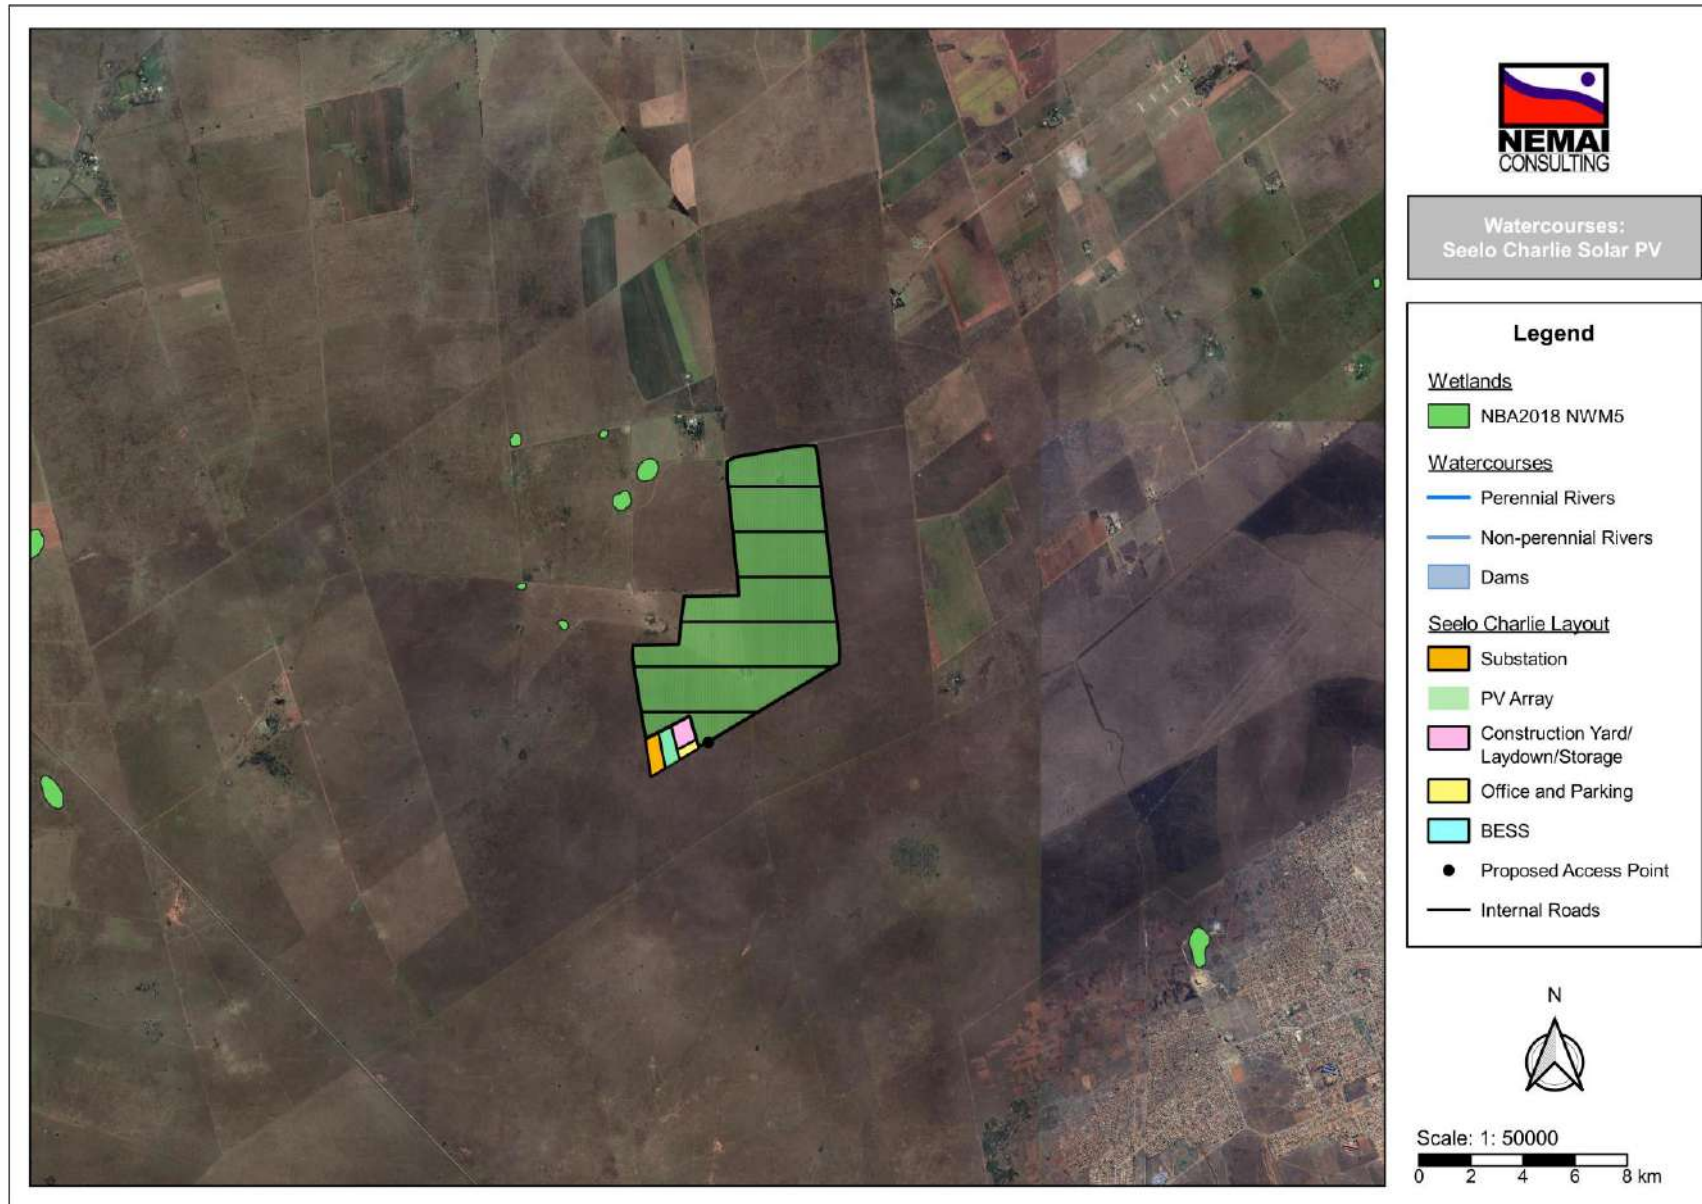 NEMAI
CONSULTING
Watercourses:
Seelo Charlie Solar PV
Legend
Wetlands
NBA2018 NWM5
Watercourses
Perennial Rivers
Non-perennial Rivers
Dams
Seelo Charlie Layout
Substation
PV Array
Construction Yard/
Laydown/Storage
Office and Parking
BESS
Proposed Access Point
Internal Roads
N
Scale: 1: 50000
0 2 4 6 8 km